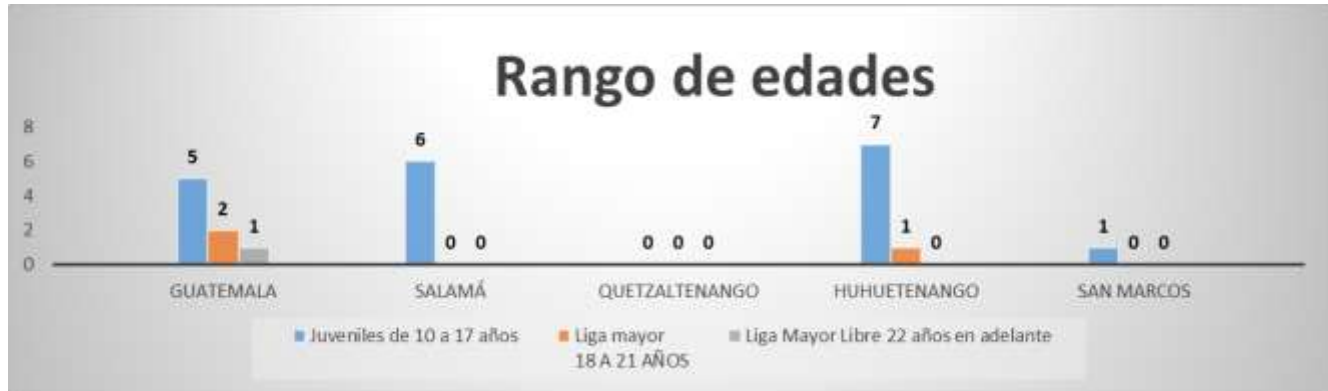 Rango de edades
8
6
4
2
0
5
2
1
6
0
0
0
0
0
7
1
0
1
0
0
GUATEMALA
SALAMÁ
QUETZALTENANGO
HUHUETENANGO
SAN MARCOS
Juveniles de 10 a 17 años
Liga mayor
18 A 21 AÑOS
Liga Mayor Libre 22 años en adelante